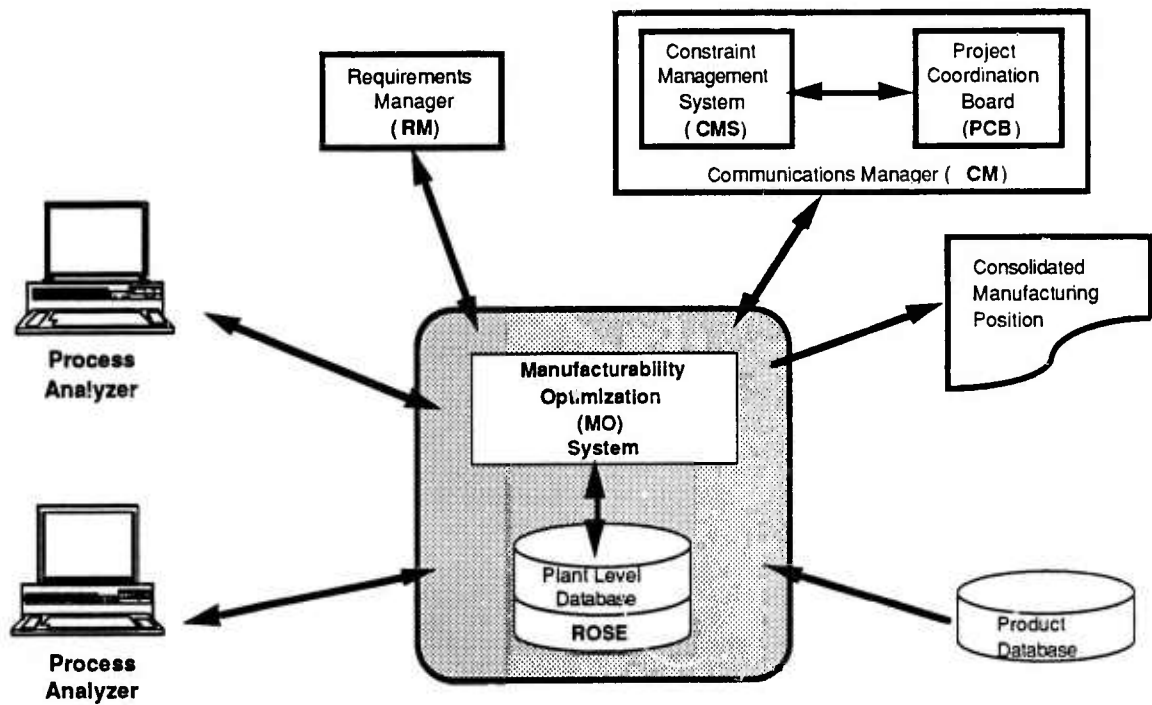 Requirements
Manager
( RM)
Constraint
Management
System
( CMS)
Project
Coordination
Board
(PCB)
Communications Manager ( CM )
Process
Analyzer
Consolidated
Manufacturing
Position
Manufacturability
Optimization
(MO)
System
Plant Level
Database
ROSE
Process
Analyzer
Product
Database